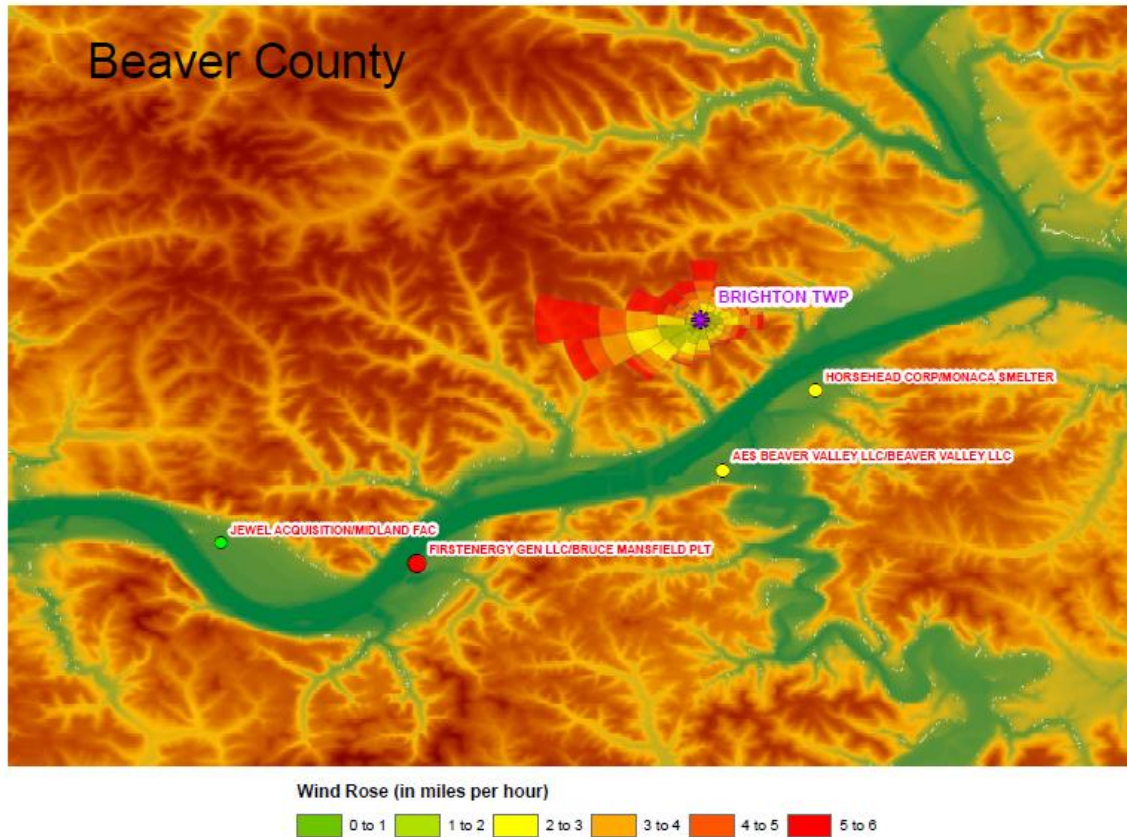 Beaver County
BRIGHTON TWP
HORSEHEAD CORP/MONACA SMELTER
AES BEAVER VALLEY LLC/BEAVER VALLEY LLC
JEWEL ACQUISITION/MIDLAND FAC
FIRSTENERGY GEN LLC/BRUCE MANSFIELD PLT
Wind Rose (in miles per hour)
0 to 1 1 to 2 2 to 3 3 to 4 4 to 5 5 to 6